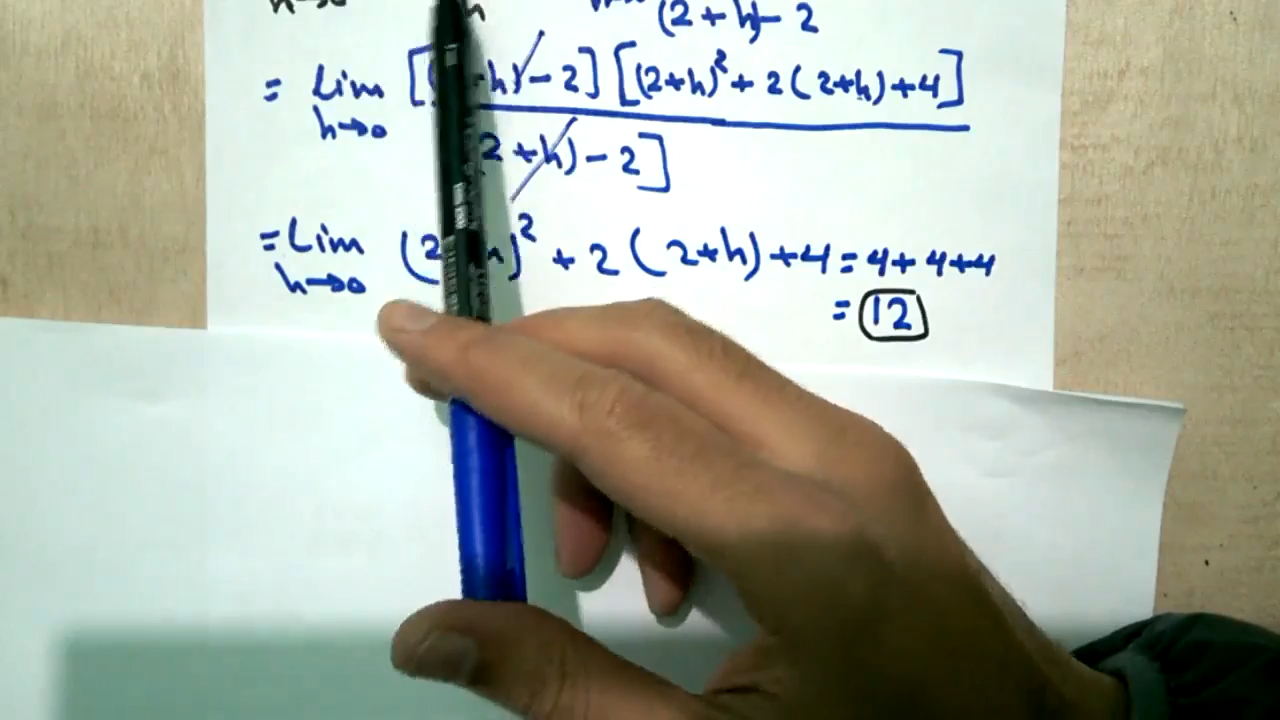 (2+h)-2
= lim h→0 h)-2] [(2+h)² + 2(2+h)+4]
2+h)-2]
= lim h→0 (2 )² + 2(2+h)+4 = 4+4+4
= 12